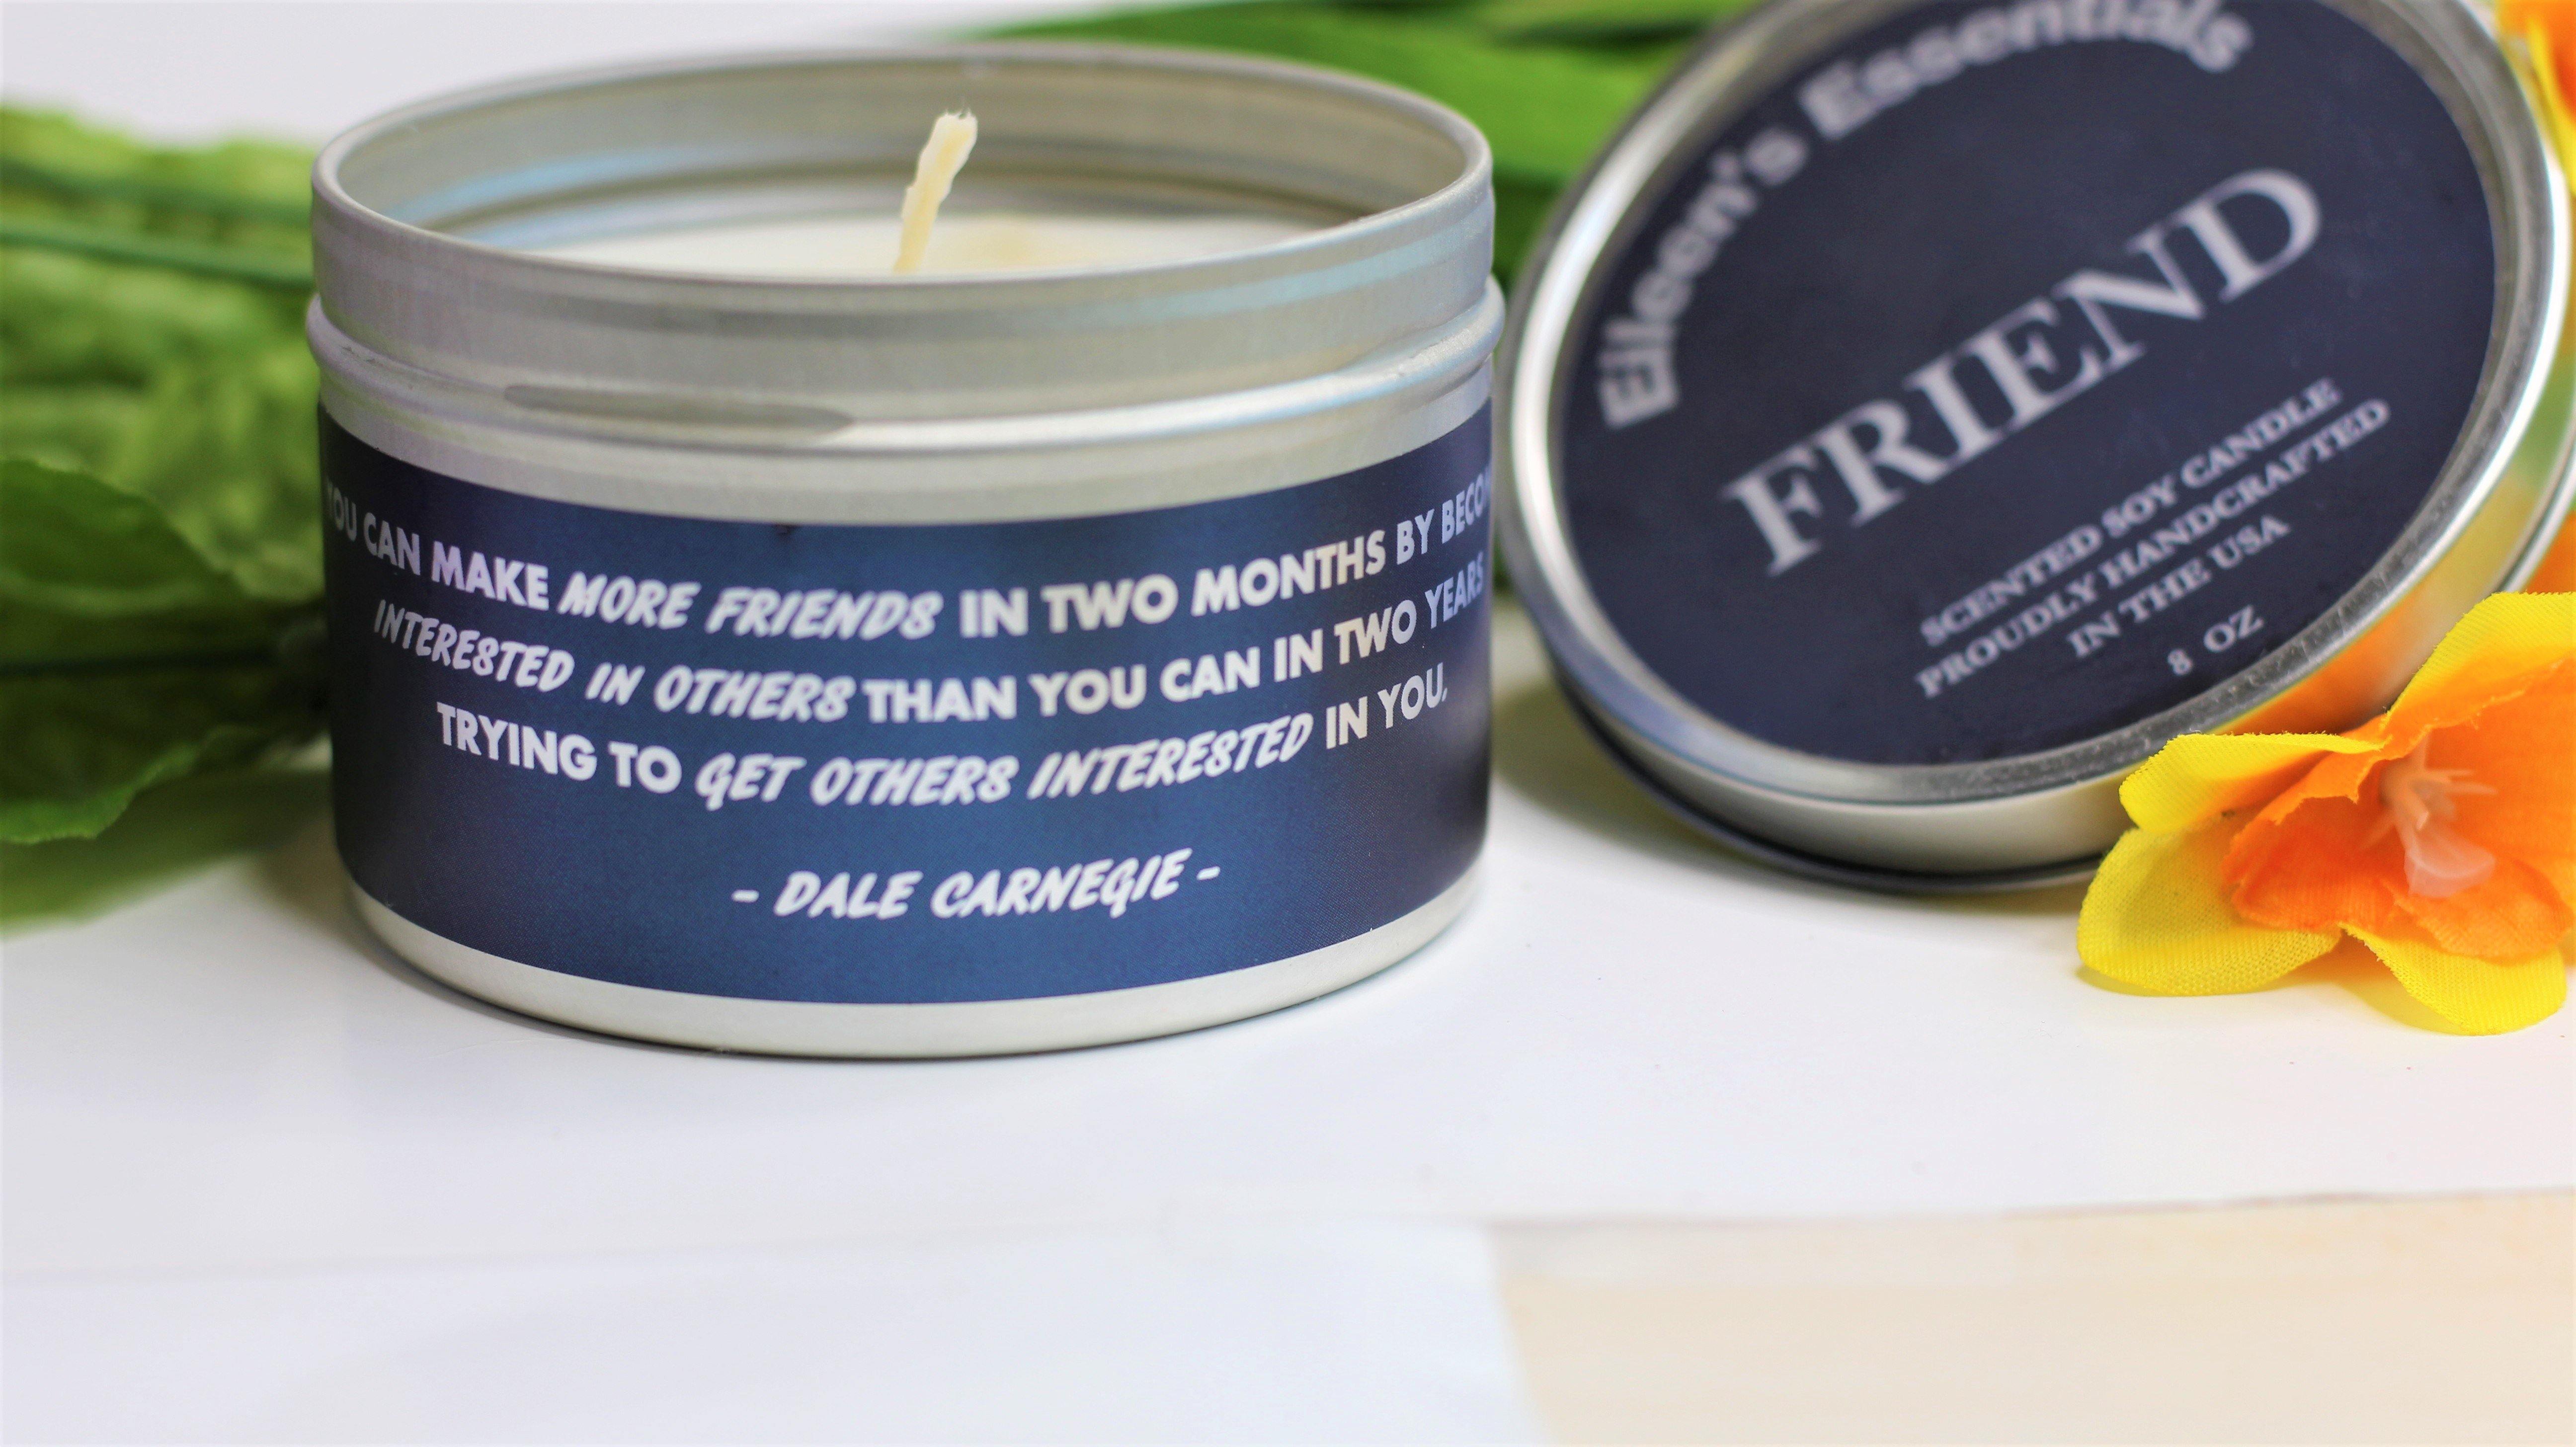 YOU CAN MAKE MORE FRIENDS IN TWO MONTHS BY BECO
INTERESTED IN OTHERS THAN YOU CAN IN TWO YEARS
TRYING TO GET OTHERS INTERESTED IN YOU.
- DALE CARNEGIE -
Eileen's Essentials
FRIEND
SCENTED SOY CANDLE
PROUDLY HANDCRAFTED
IN THE USA
8 OZ